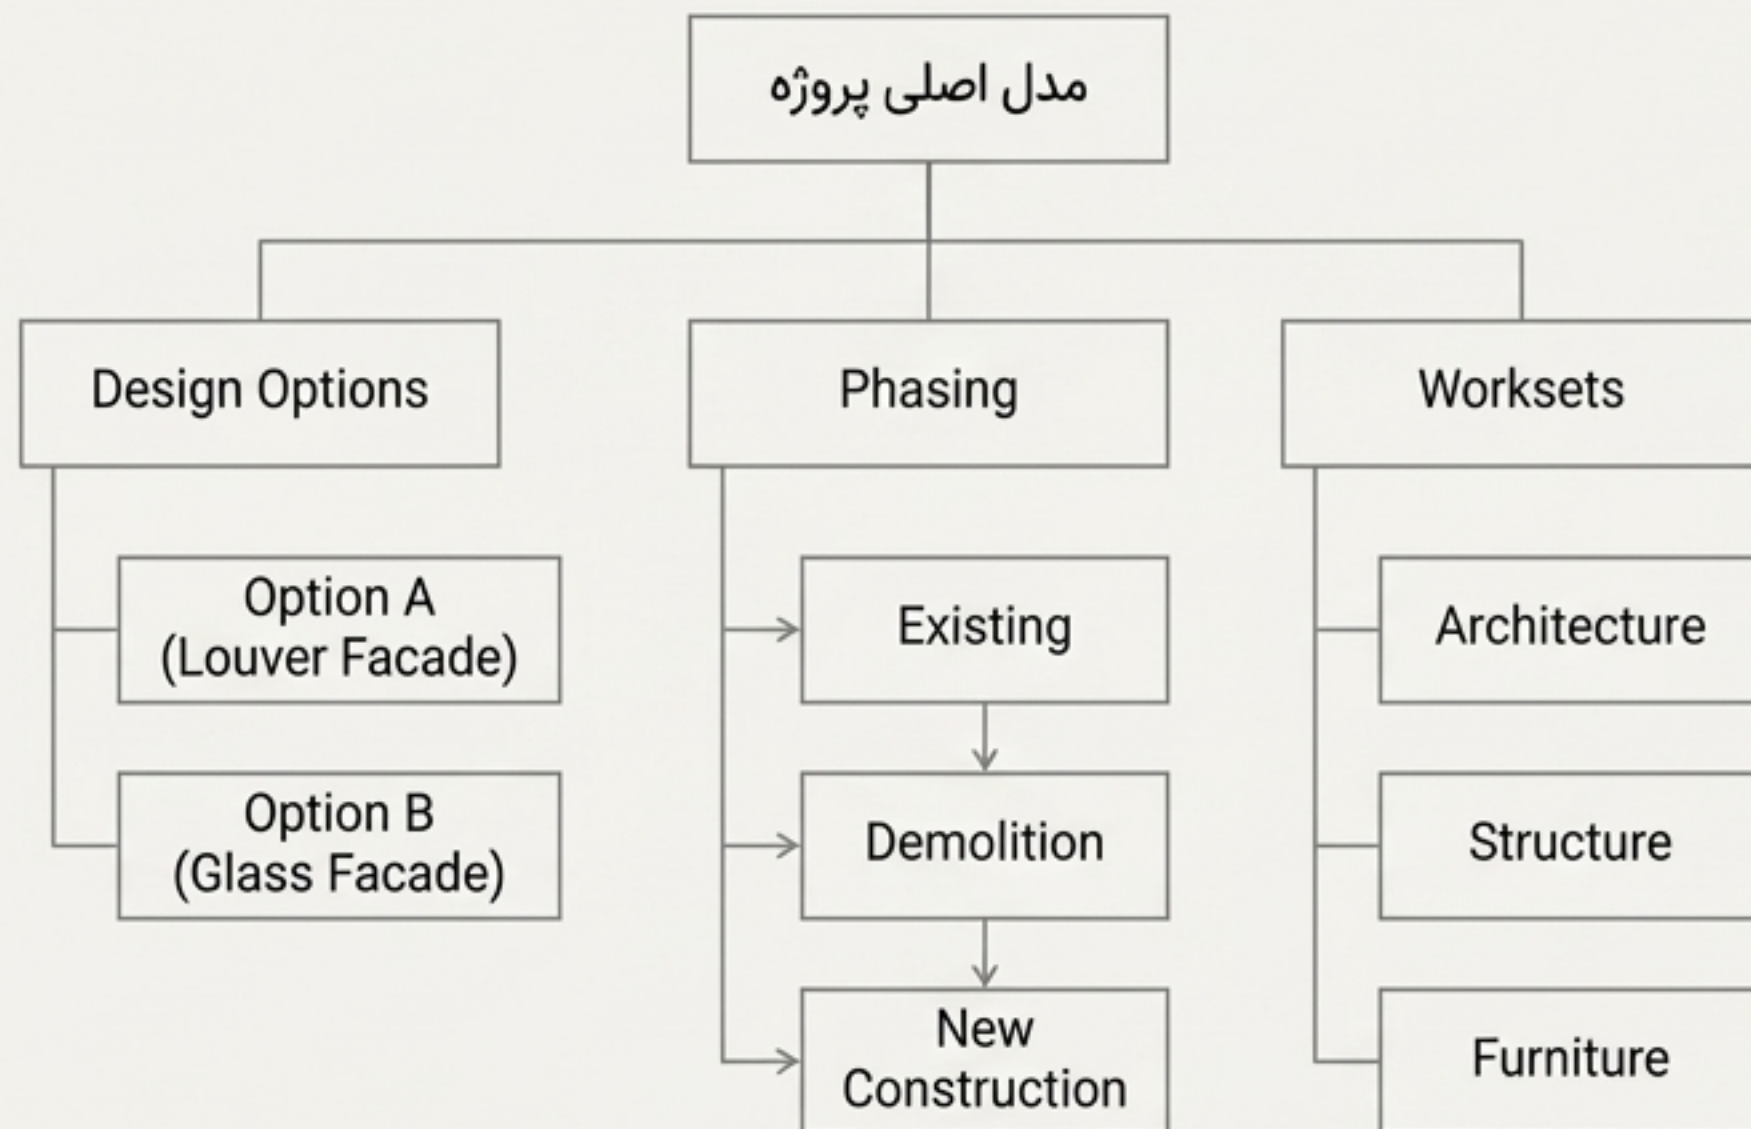 مدل اصلی پروژه
Design Options
Phasing
Worksets
Option A
(Louver Facade)
Existing
Architecture
Option B
(Glass Facade)
Demolition
Structure
New
Construction
Furniture